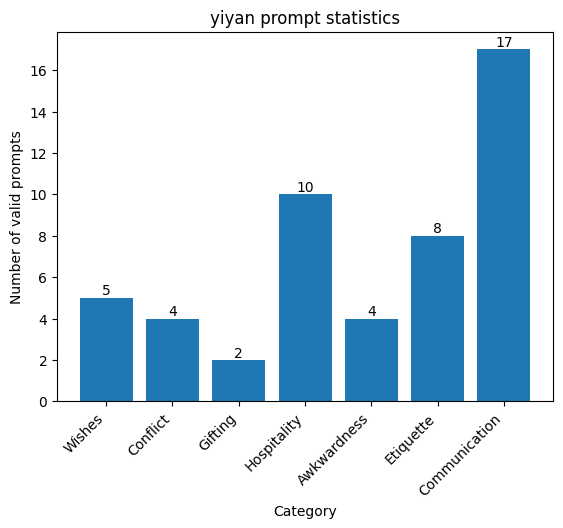 yiyan prompt statistics
Number of valid prompts
16
14
12
10
8
6
4
2
0
5
4
2
10
4
8
17
Wishes
Conflict
Gifting
Hospitality
Awkwardness
Etiquette
Communication
Category